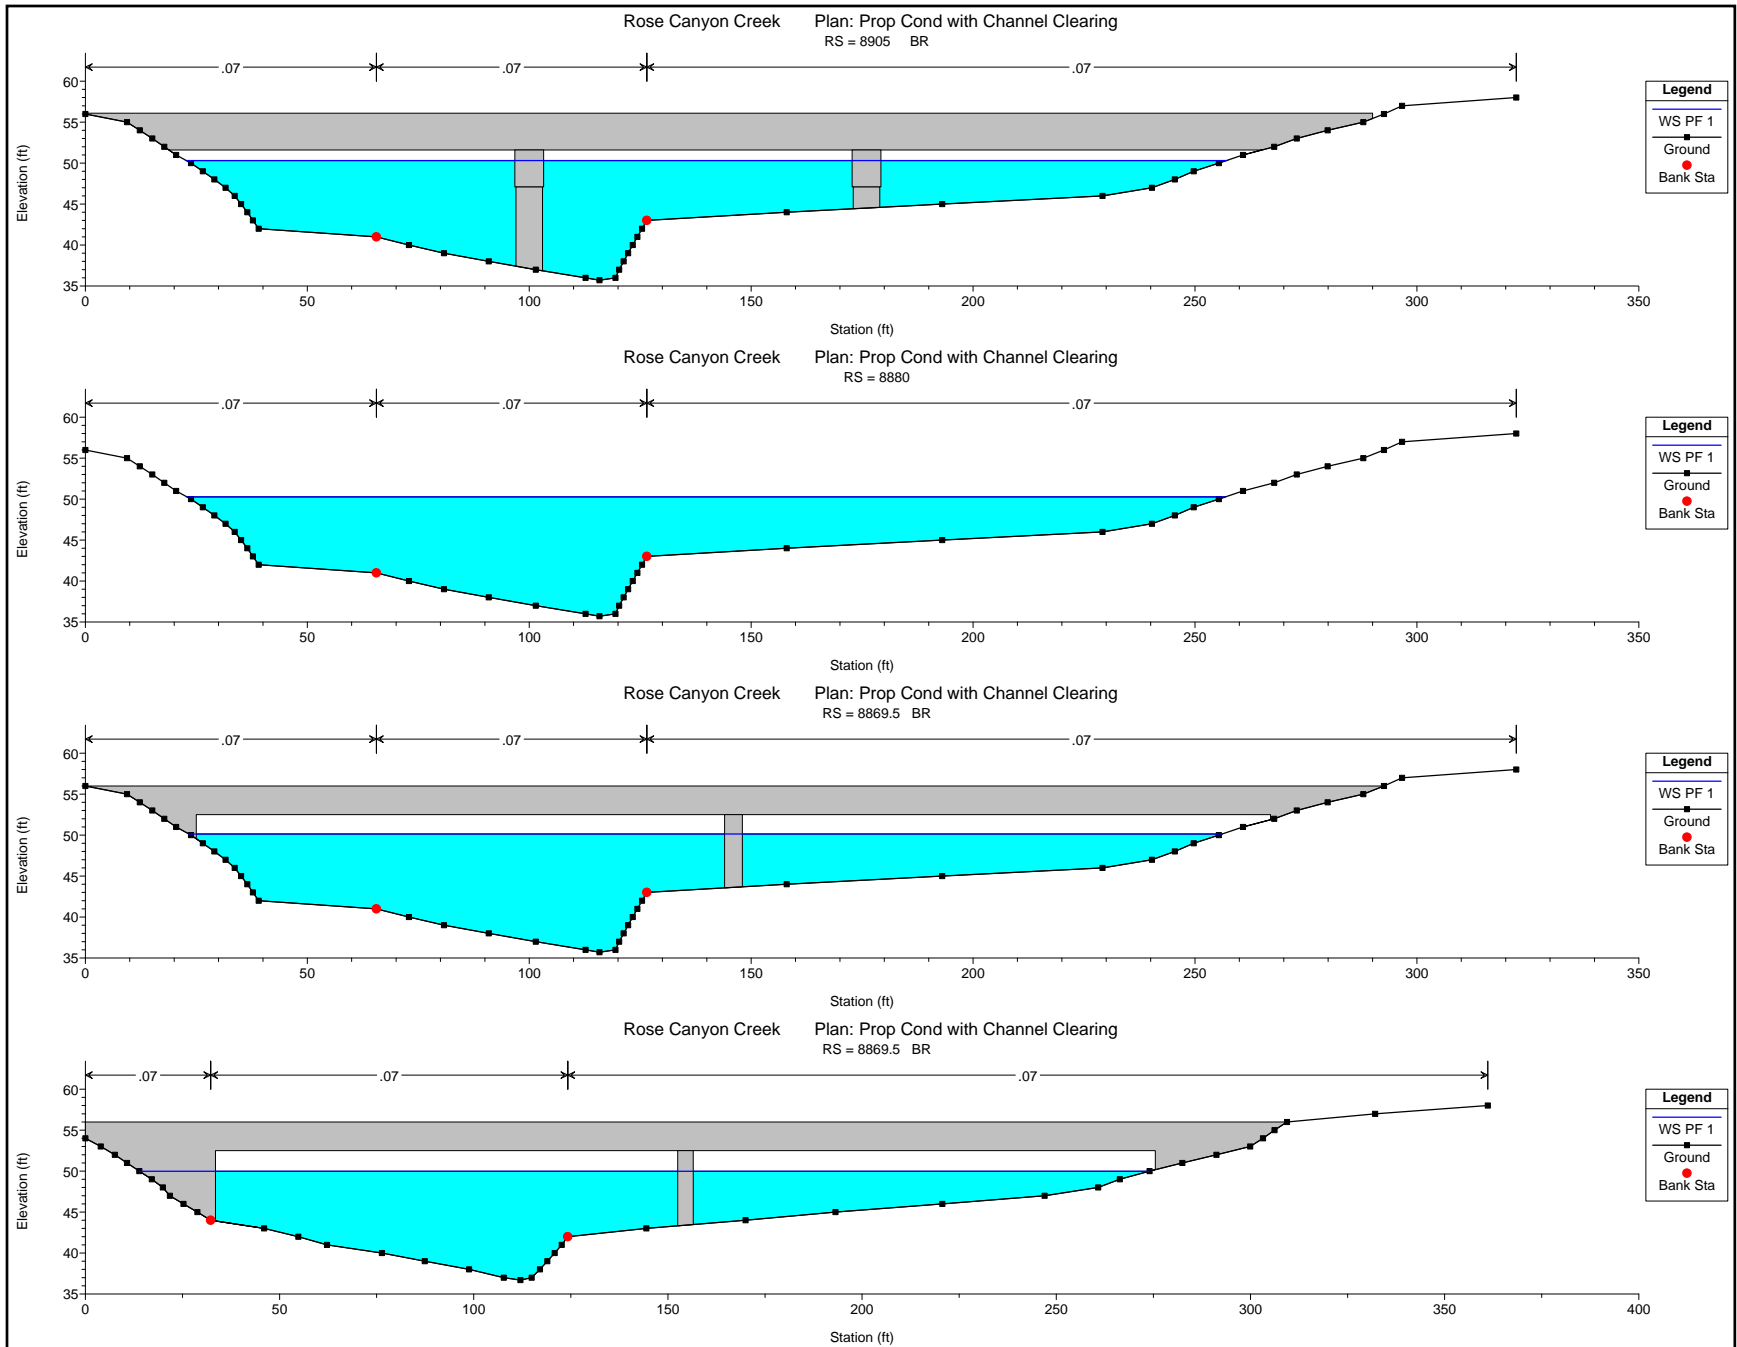 Rose Canyon Creek Plan: Prop Cond with Channel Clearing
RS = 8905 BR
.07 .07 .07
60
55
50
45
40
35
0 50 100 150 200 250 300 350
Station (ft)
Elevation (ft)
Legend
WS PF 1
Ground
Bank Sta
Rose Canyon Creek Plan: Prop Cond with Channel Clearing
RS = 8880
.07 .07 .07
60
55
50
45
40
35
0 50 100 150 200 250 300 350
Station (ft)
Elevation (ft)
Legend
WS PF 1
Ground
Bank Sta
Rose Canyon Creek Plan: Prop Cond with Channel Clearing
RS = 8869.5 BR
.07 .07 .07
60
55
50
45
40
35
0 50 100 150 200 250 300 350
Station (ft)
Elevation (ft)
Legend
WS PF 1
Ground
Bank Sta
Rose Canyon Creek Plan: Prop Cond with Channel Clearing
RS = 8869.5 BR
.07 .07 .07
60
55
50
45
40
35
0 50 100 150 200 250 300 350 400
Station (ft)
Elevation (ft)
Legend
WS PF 1
Ground
Bank Sta